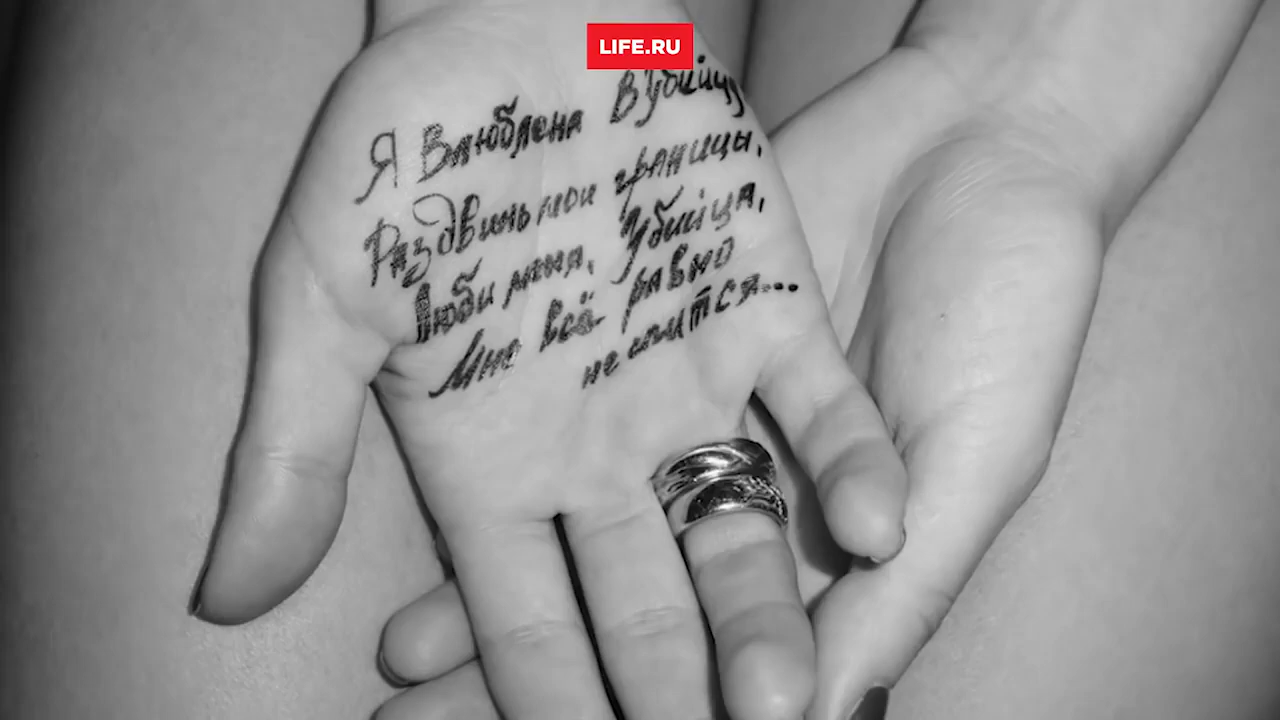 LIFE.RU
Я Влюблена В Убийцу
Раздвинь мои границы,
Люби меня, Убийца,
Мне всё равно
не спится...